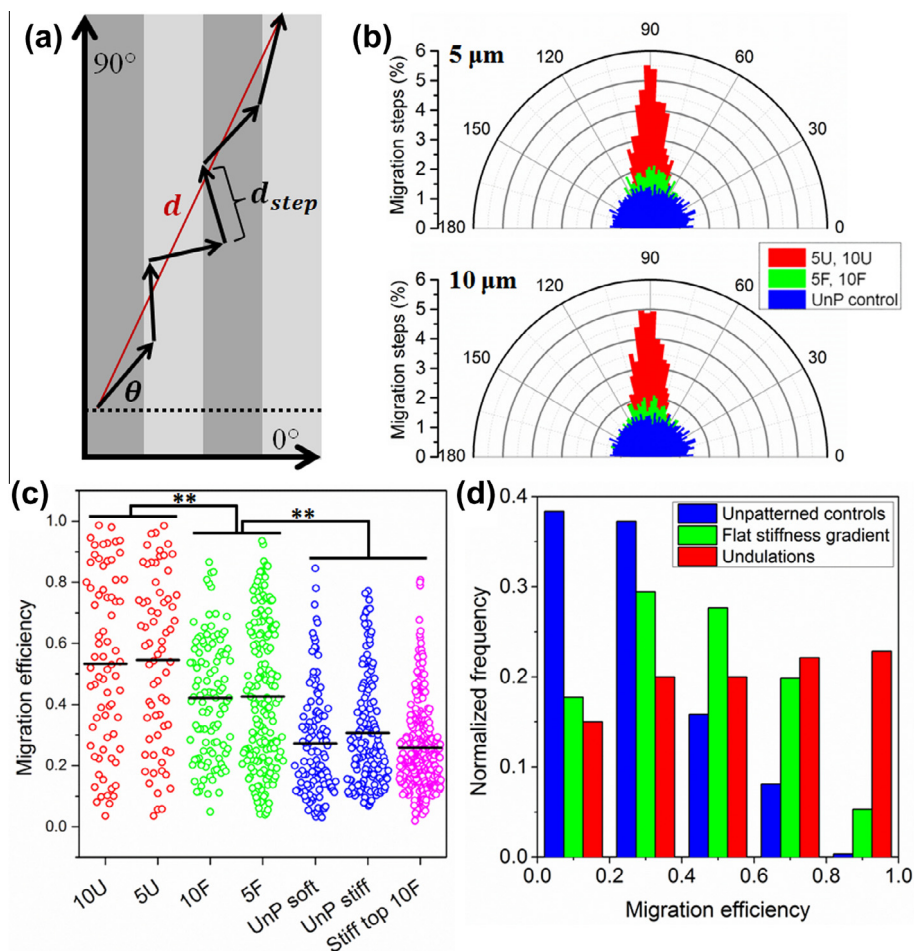 (a)
90°
d
d_step
θ
0°
(b)
5 μm
Migration steps (%)
6
5
4
3
2
1
0
180
150
120
90
60
30
0
10 μm
Migration steps (%)
6
5
4
3
2
1
0
180
150
120
90
60
30
0
5U, 10U
5F, 10F
UnP control
(c)
**
**
Migration efficiency
1.0
0.8
0.6
0.4
0.2
0.0
10U
5U
10F
5F
UnP soft
UnP stiff
Stiff top 10F
(d)
Unpatterned controls
Flat stiffness gradient
Undulations
Normalized frequency
0.4
0.3
0.2
0.1
0.0
0.0 0.2 0.4 0.6 0.8 1.0
Migration efficiency